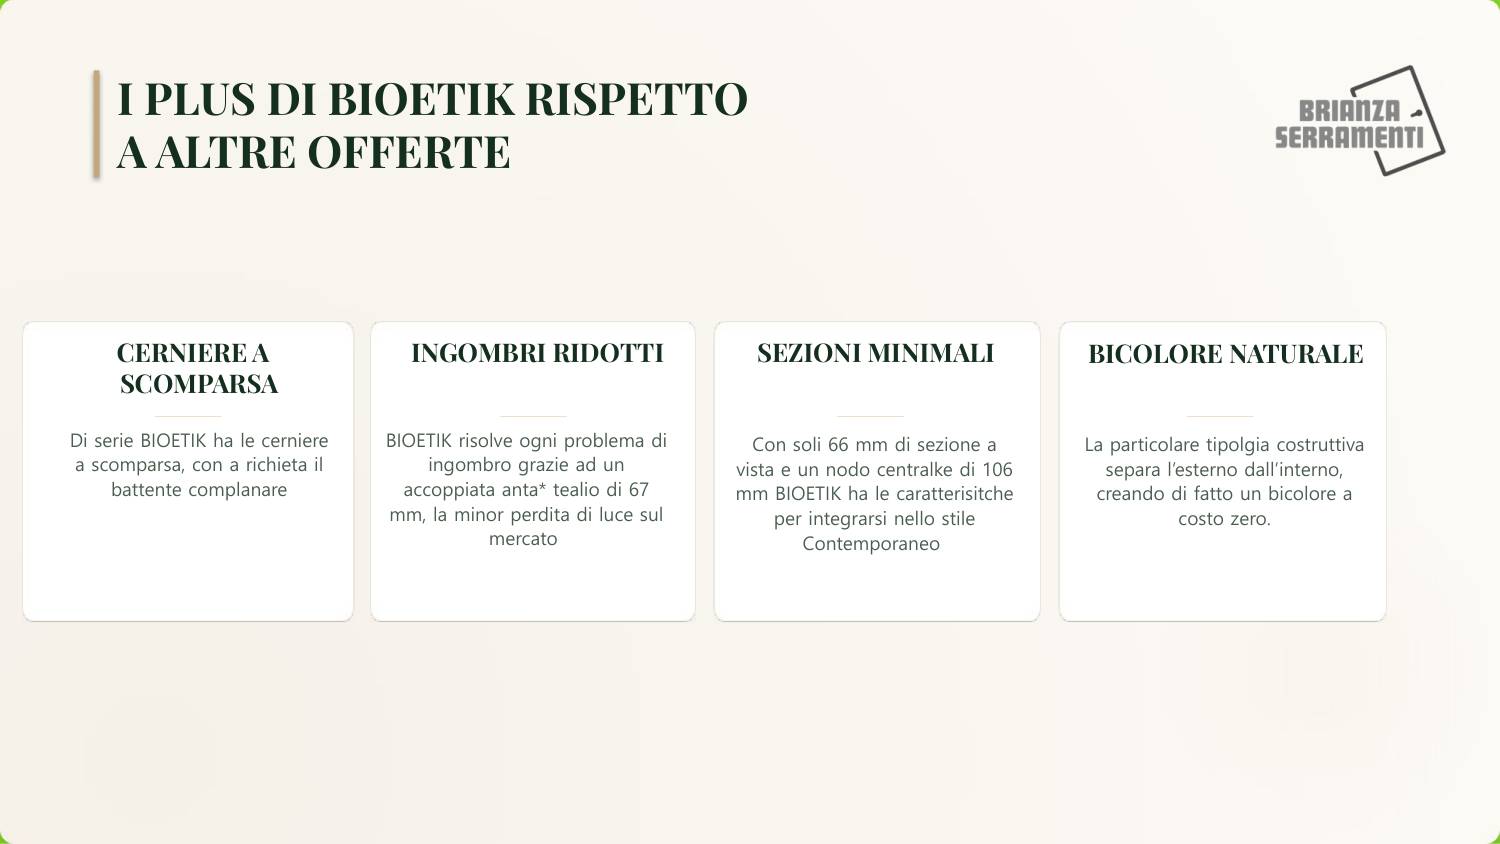 I PLUS DI BIOETIK RISPETTO
A ALTRE OFFERTE
BRIANZA
SERRAMENTI
CERNIERE A
SCOMPARSA
Di serie BIOETIK ha le cerniere
a scomparsa, con a richieta il
battente complanare
INGOMBRI RIDOTTI
BIOETIK risolve ogni problema di
ingombro grazie ad un
accoppiata anta* tealio di 67
mm, la minor perdita di luce sul
mercato
SEZIONI MINIMALI
Con soli 66 mm di sezione a
vista e un nodo centralke di 106
mm BIOETIK ha le caratterisitche
per integrarsi nello stile
Contemporaneo
BICOLORE NATURALE
La particolare tipolgia costruttiva
separa l’esterno dall’interno,
creando di fatto un bicolore a
costo zero.